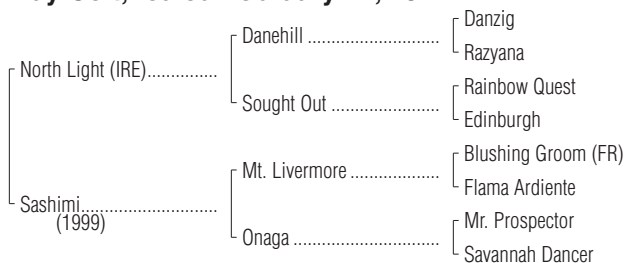 Danzig
Danehill
Razyana
North Light (IRE)
Rainbow Quest
Sought Out
Edinburgh
Blushing Groom (FR)
Mt. Livermore
Flama Ardiente
Sashimi
(1999)
Mr. Prospector
Onaga
Savannah Dancer